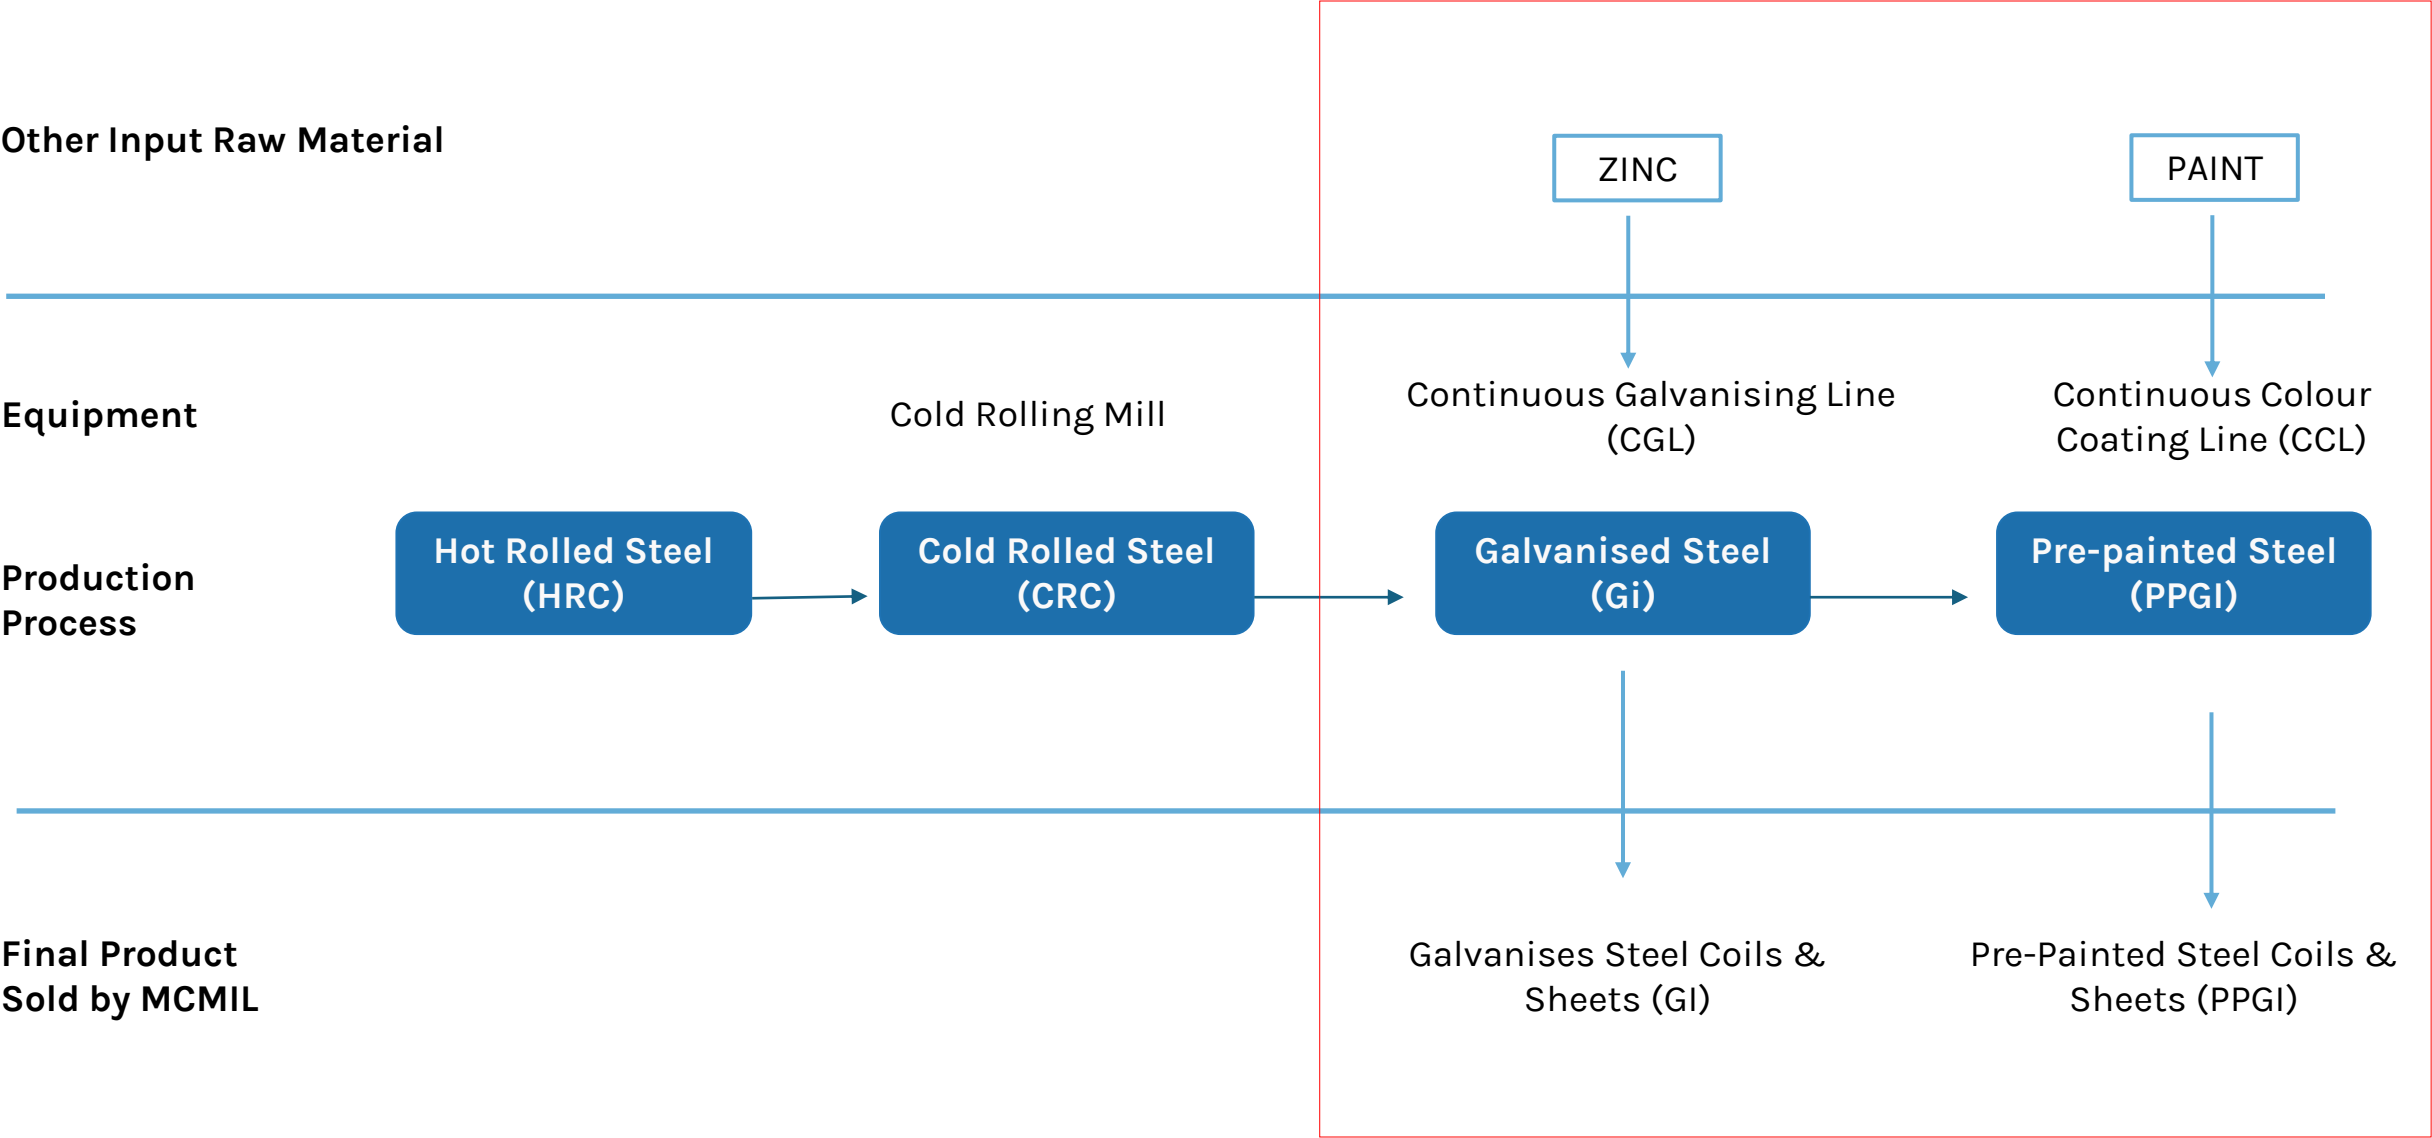 Other Input Raw Material
ZINC
PAINT
Equipment
Cold Rolling Mill
Continuous Galvanising Line
(CGL)
Continuous Colour
Coating Line (CCL)
Production
Process
Hot Rolled Steel
(HRC)
Cold Rolled Steel
(CRC)
Galvanised Steel
(Gi)
Pre-painted Steel
(PPGI)
Final Product
Sold by MCMIL
Galvanises Steel Coils &
Sheets (GI)
Pre-Painted Steel Coils &
Sheets (PPGI)